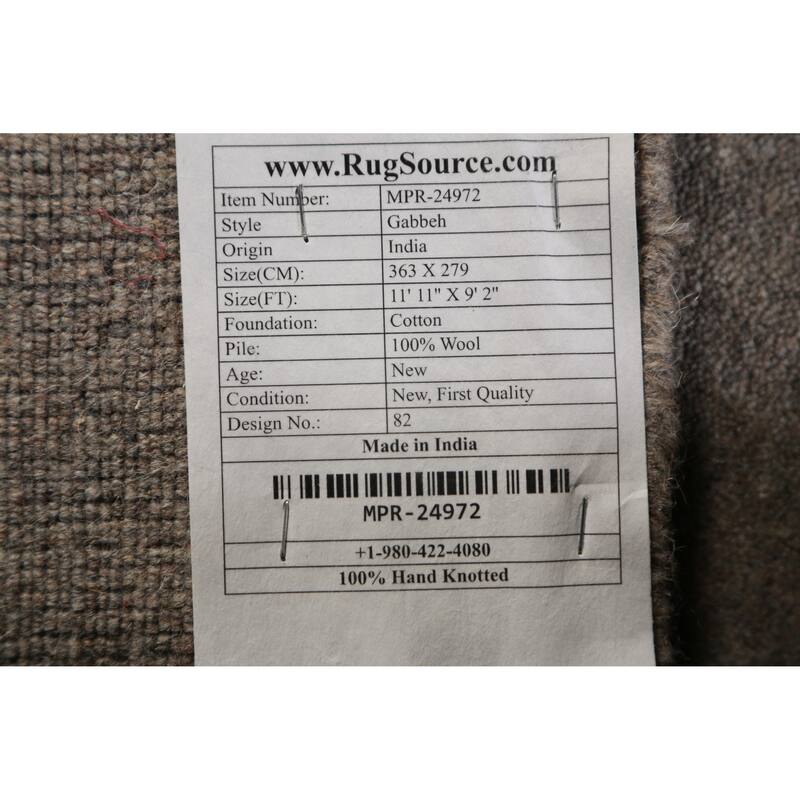 www.RugSource.com
Item Number: MPR-24972
Style Gabbeh
Origin India
Size(CM): 363 X 279
Size(FT): 11' 11" X 9' 2"
Foundation: Cotton
Pile: 100% Wool
Age: New
Condition: New, First Quality
Design No.: 82
Made in India
MPR-24972
+1-980-422-4080
100% Hand Knotted